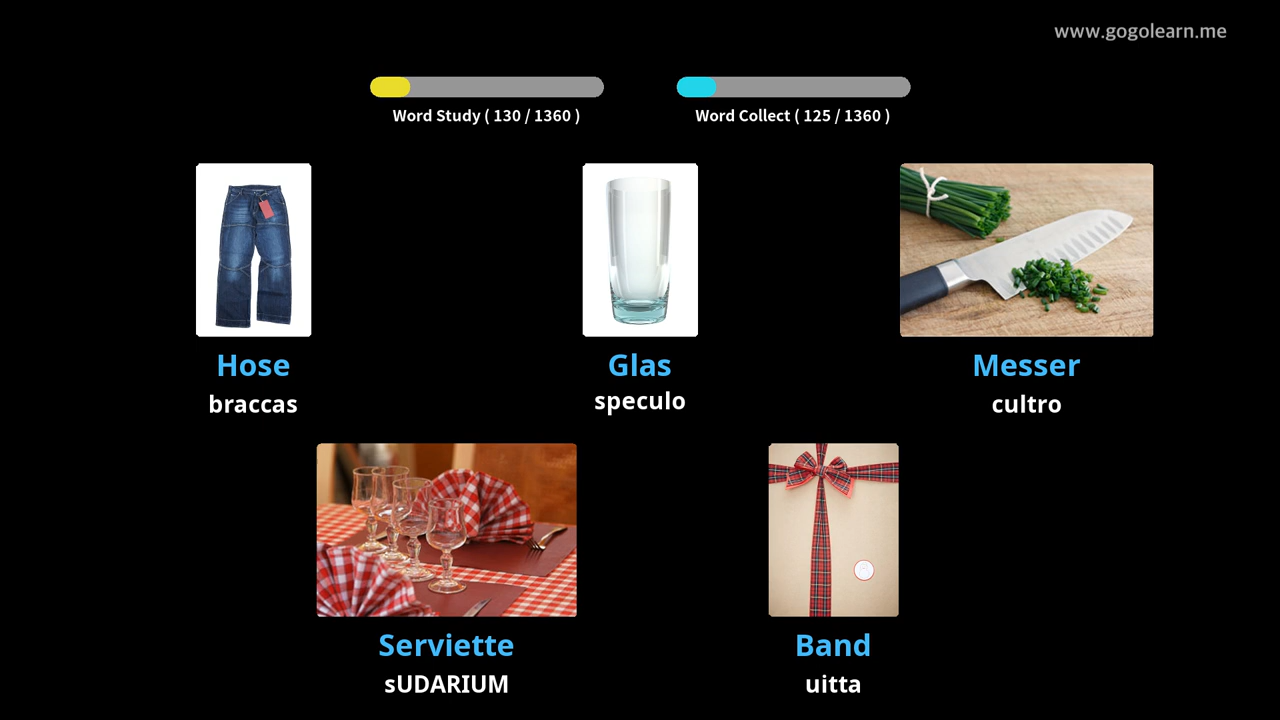 www.gogolearn.me
Word Study ( 130 / 1360 )
Word Collect ( 125 / 1360 )
Hose
braccas
Glas
speculo
Messer
cultro
Serviette
sUDARIUM
Band
uitta